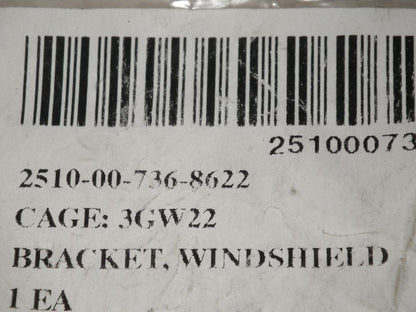 25100073
2510-00-736-8622
CAGE: 3GW22
BRACKET, WINDSHIELD
1 EA